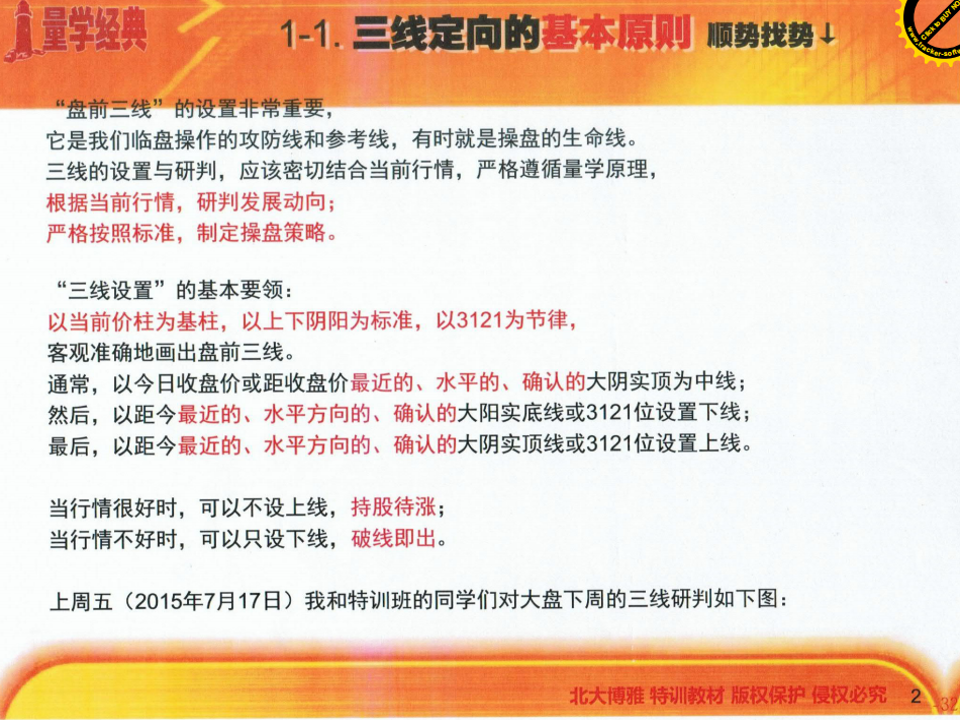 量学经典
1-1. 三线定向的基本原则 顺势找势↓
Click to BUY NO
www.tracker-softw
“盘前三线”的设置非常重要，
它是我们临盘操作的攻防线和参考线，有时就是操盘的生命线。
三线的设置与研判，应该密切结合当前行情，严格遵循量学原理，
根据当前行情，研判发展动向；
严格按照标准，制定操盘策略。
“三线设置”的基本要领：
以当前价柱为基柱，以上下阴阳为标准，以3121为节律，
客观准确地画出盘前三线。
通常，以今日收盘价或距收盘价最近的、水平的、确认的大阴实顶为中线；
然后，以距今最近的、水平方向的、确认的大阳实底线或3121位设置下线；
最后，以距今最近的、水平方向的、确认的大阴实顶线或3121位设置上线。
当行情很好时，可以不设上线，持股待涨；
当行情不好时，可以只设下线，破线即出。
上周五（2015年7月17日）我和特训班的同学们对大盘下周的三线研判如下图：
北大博雅 特训教材 版权保护 侵权必究 2
-32